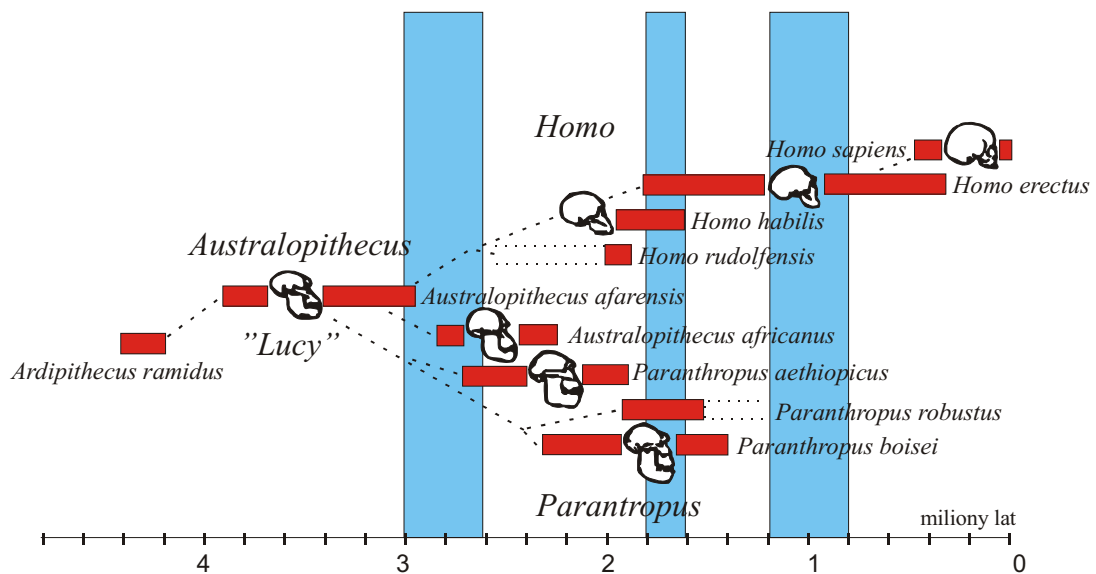 Homo
Homo sapiens
Homo erectus
Homo habilis
Australopithecus
Homo rudolfensis
Australopithecus afarensis
"Lucy"
Australopithecus africanus
Ardipithecus ramidus
Paranthropus aethiopicus
Paranthropus robustus
Paranthropus boisei
Parantropus
miliony lat
4 3 2 1 0